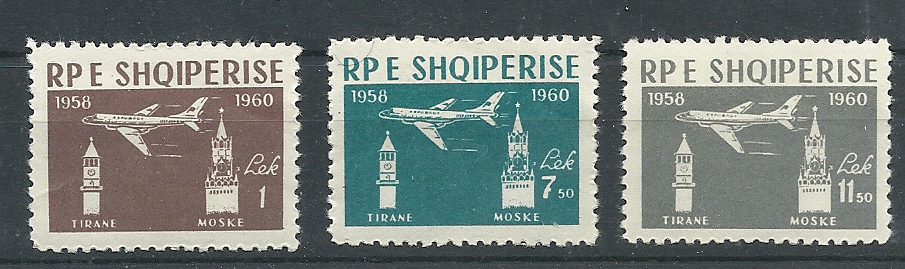 RP E SHQIPERISE
1958 1960
Lek
1
TIRANE MOSKE
RP E SHQIPERISE
1958 1960
Lek
7 50
TIRANE MOSKE
RP E SHQIPERISE
1958 1960
Lek
11 50
TIRANE MOSKE